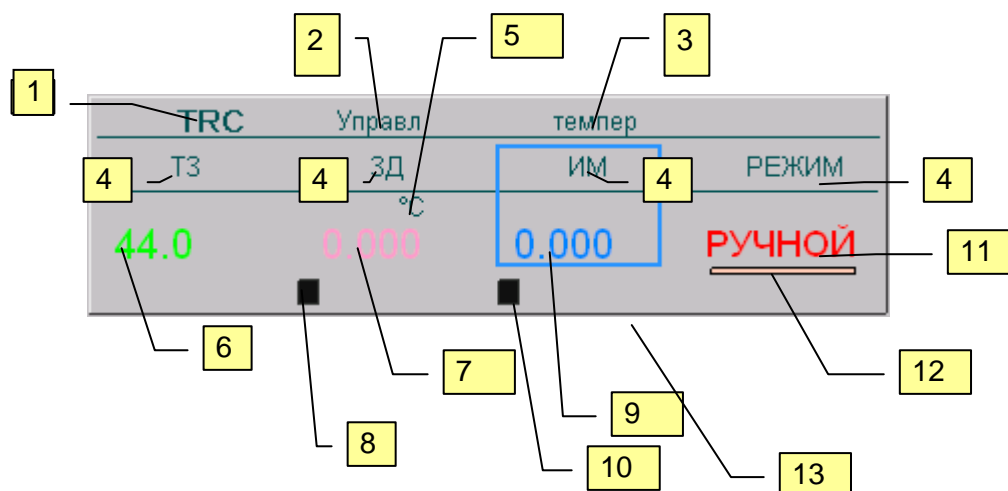 2 5 3
1
TRC Управл темпер
4 ТЗ 4 ЗД ИМ 4 РЕЖИМ 4
°C
44.0 0.000 0.000 РУЧНОЙ 11
6 7 12
9
8 10 13